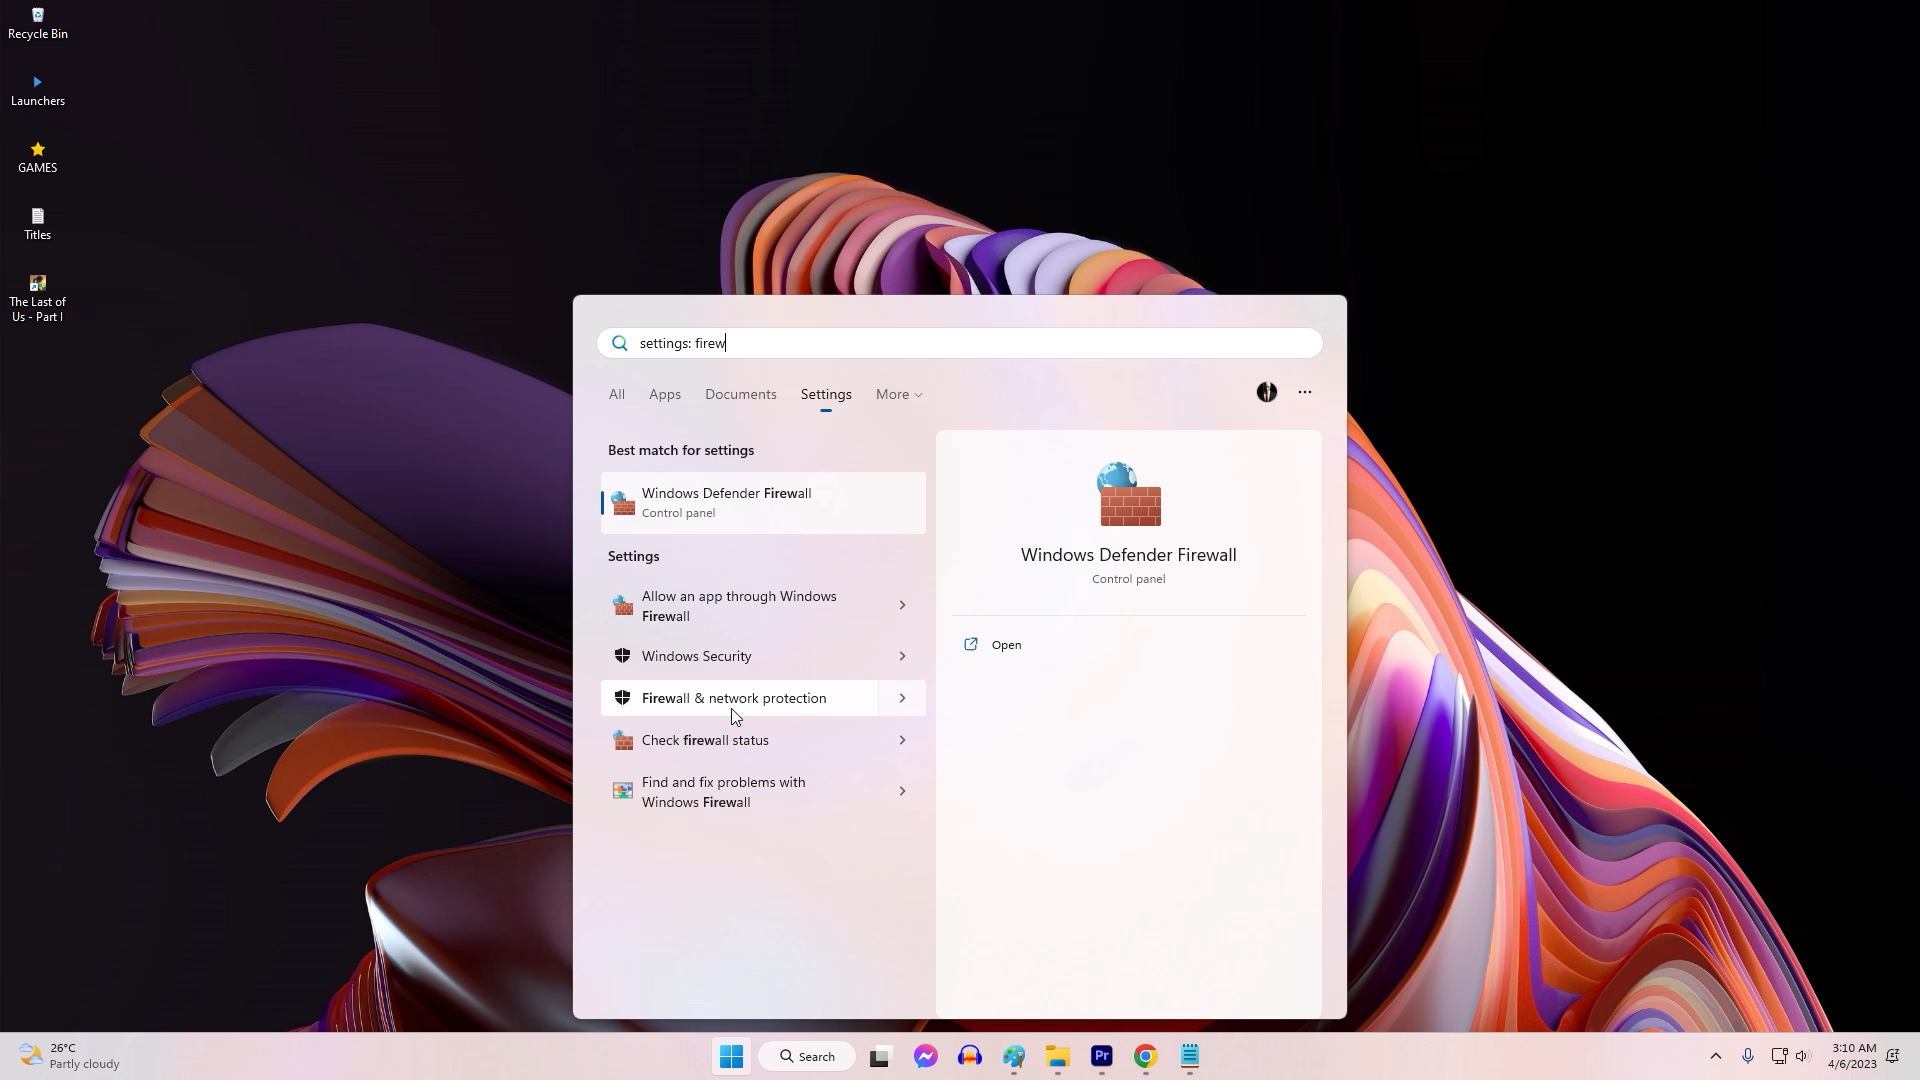 Recycle Bin
Launchers
GAMES
Titles
The Last of
Us - Part I
settings: firew
All
Apps
Documents
Settings
More
Best match for settings
Windows Defender Firewall
Control panel
Settings
Allow an app through Windows
Firewall
Windows Security
Firewall & network protection
Check firewall status
Find and fix problems with
Windows Firewall
Windows Defender Firewall
Control panel
Open
26°C
Partly cloudy
Search
Pr
3:10 AM
4/6/2023